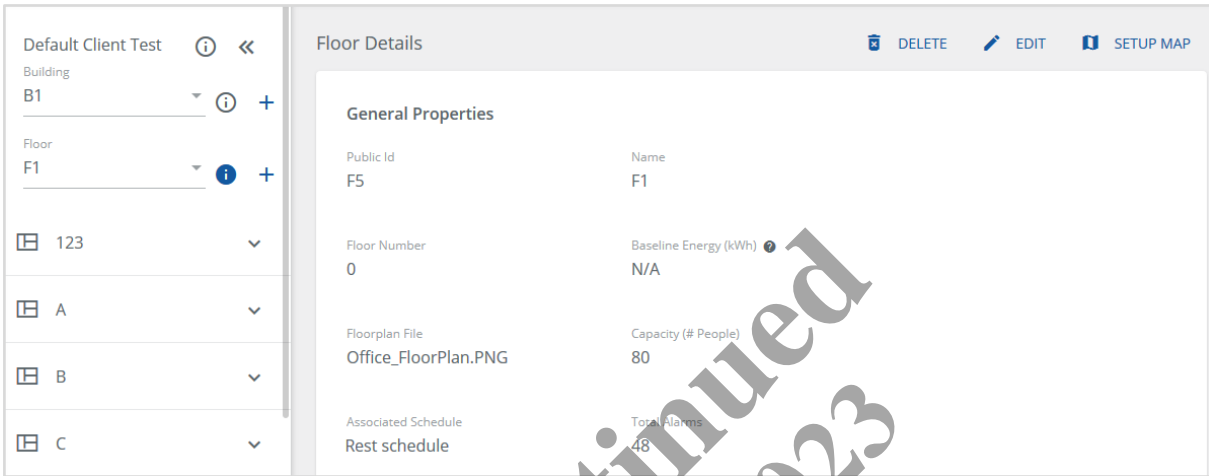 Default Client Test
Building
B1
Floor
F1
123
A
B
C
Floor Details
DELETE
EDIT
SETUP MAP
General Properties
Public Id
Name
F5
F1
Floor Number
Baseline Energy (kWh)
0
N/A
Floorplan File
Capacity (# People)
Office_FloorPlan.PNG
80
Associated Schedule
Total Alarms
Rest schedule
48